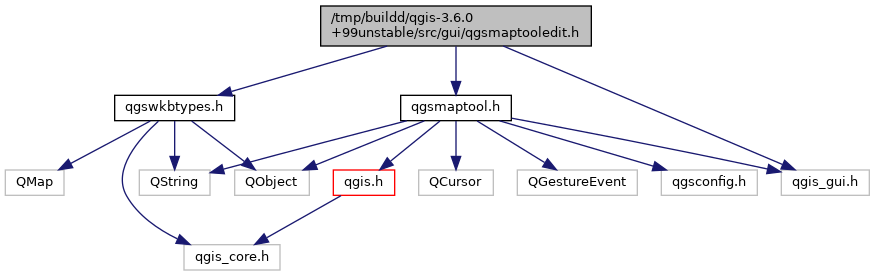 /tmp/buildd/qgis-3.6.0
+99unstable/src/gui/qgsmaptooledit.h
qgswkbtypes.h
qgsmaptool.h
QMap
QString
QObject
qgis.h
QCursor
QGestureEvent
qgsconfig.h
qgis_gui.h
qgis_core.h